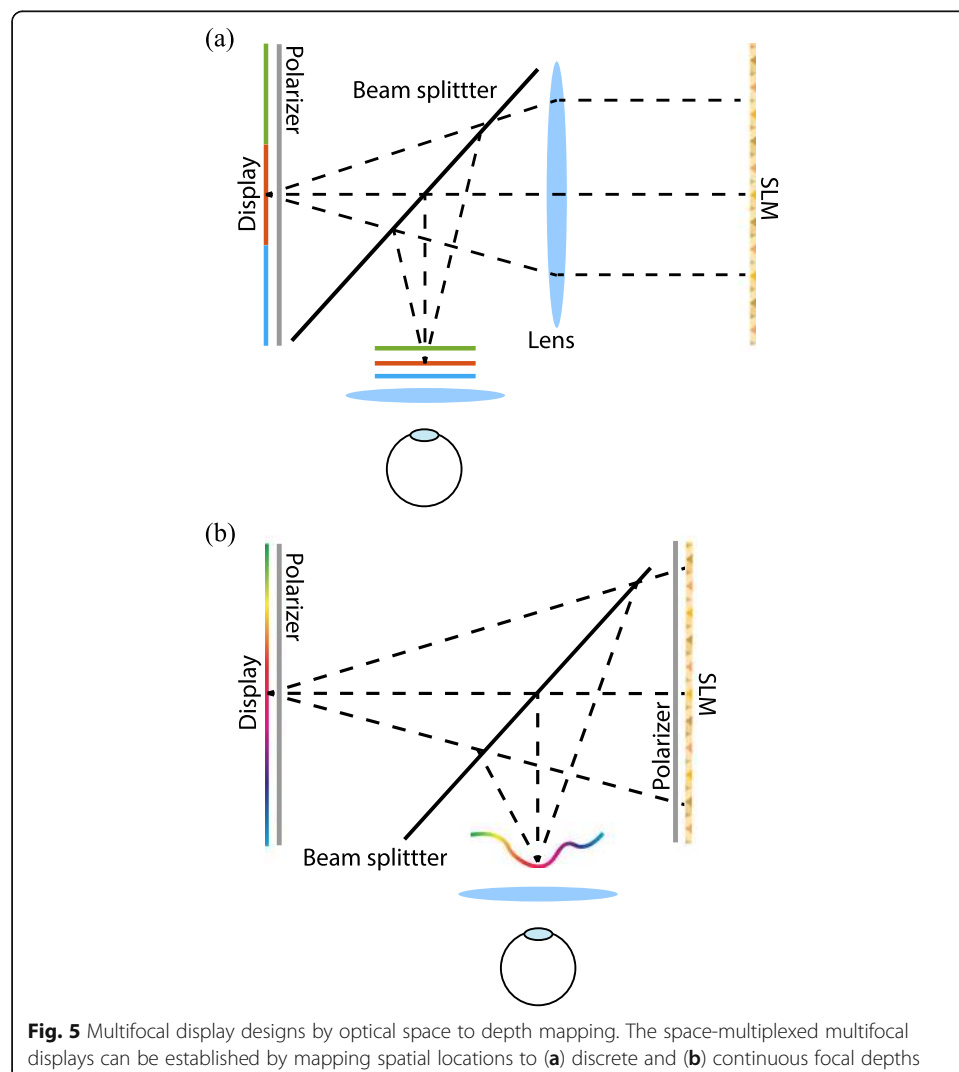 (a)
Polarizer
Beam splittter
Display
SLM
Lens
(b)
Polarizer
Display
SLM
Polarizer
Beam splittter
Fig. 5 Multifocal display designs by optical space to depth mapping. The space-multiplexed multifocal
displays can be established by mapping spatial locations to (a) discrete and (b) continuous focal depths